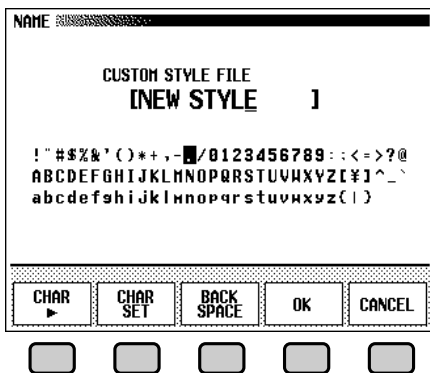 NAME
CUSTOM STYLE FILE
[NEW STYLE ]
!"#$%&'()*+,-./0123456789:;<=>?@
ABCDEFGHIJKLMNOPQRSTUVWXYZ[¥]^_`
abcdefghijklmnopqrstuvwxyz{|}
CHAR ▶
CHAR SET
BACK SPACE
OK
CANCEL